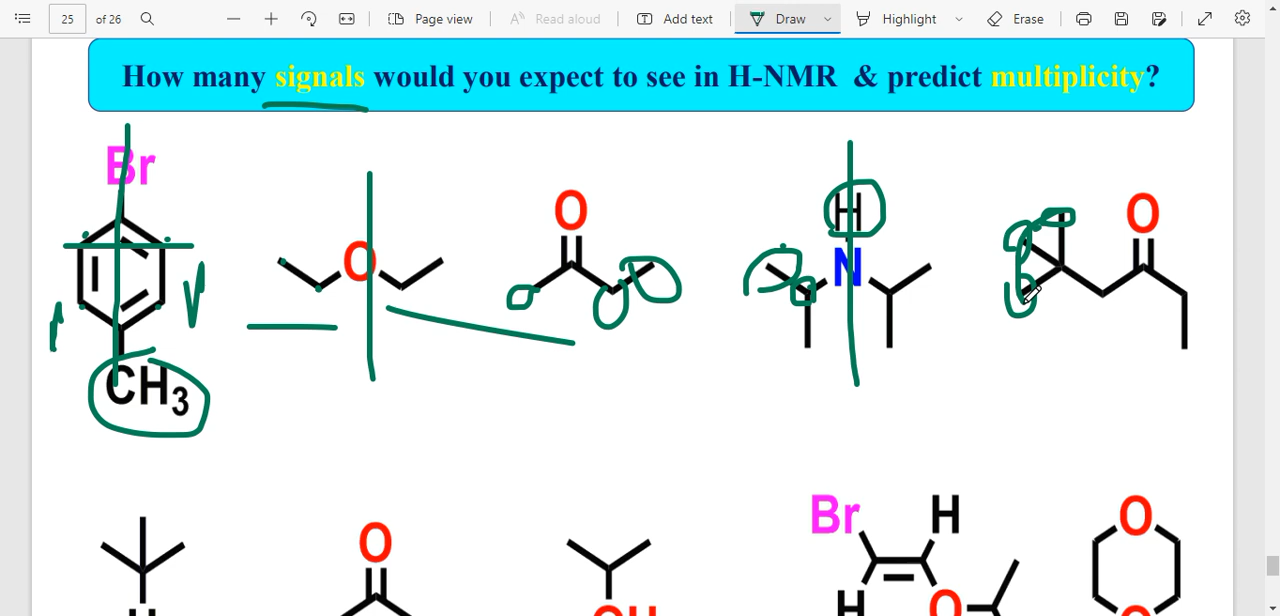 25 of 26 Page view Read aloud Add text Draw Highlight Erase
How many signals would you expect to see in H-NMR & predict multiplicity?
Br
O
O
H
N
O
CH3
Br H
O
O
H
O
H
OH
O
O